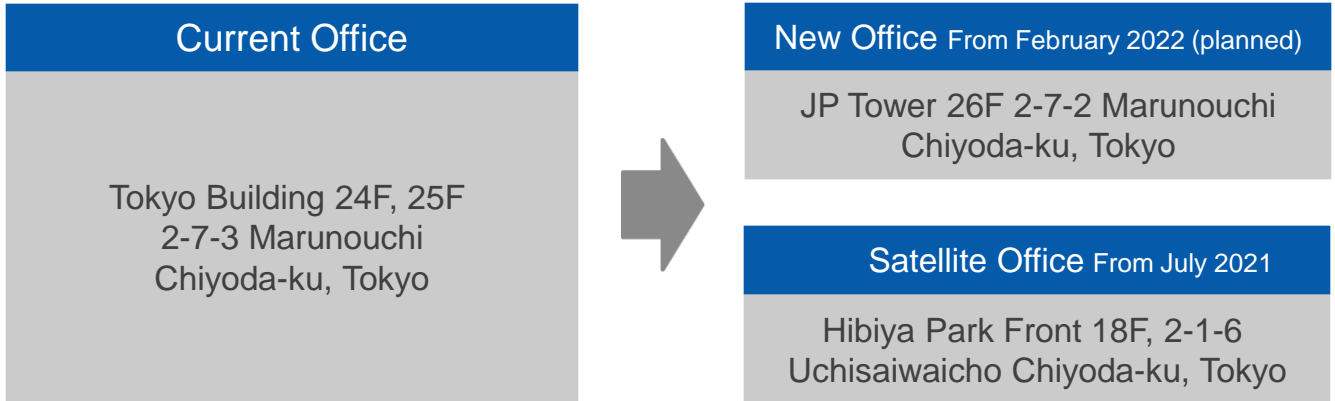 Current Office
Tokyo Building 24F, 25F
2-7-3 Marunouchi
Chiyoda-ku, Tokyo
New Office From February 2022 (planned)
JP Tower 26F 2-7-2 Marunouchi
Chiyoda-ku, Tokyo
Satellite Office From July 2021
Hibiya Park Front 18F, 2-1-6
Uchisaiwaicho Chiyoda-ku, Tokyo